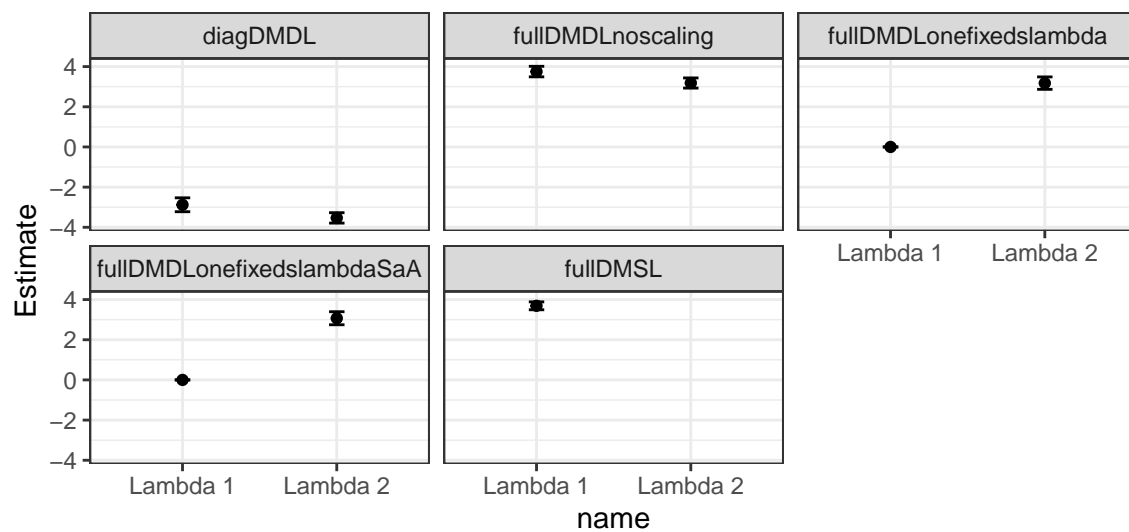 diagDMDL
fullDMDLnoscaling
fullDMDLonefixedslambda
4
2
0
−2
−4
Lambda 1
Lambda 2
fullDMDLonefixedslambdaSaA
fullDMSL
4
2
0
−2
−4
Lambda 1
Lambda 2
Lambda 1
Lambda 2
Estimate
name